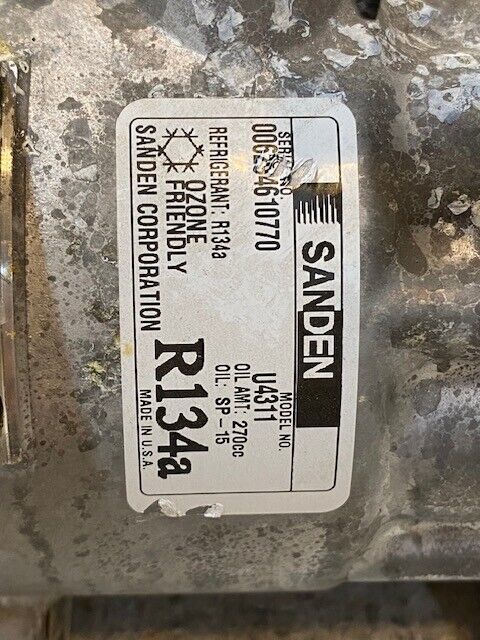 SANDEN
SERIAL NO.
MODEL NO.
U4311
OIL AMT: 270cc
OIL: SP-15
REFRIGERANT: R134a
OZONE
FRIENDLY
SANDEN CORPORATION
R134a
MADE IN U.S.A.